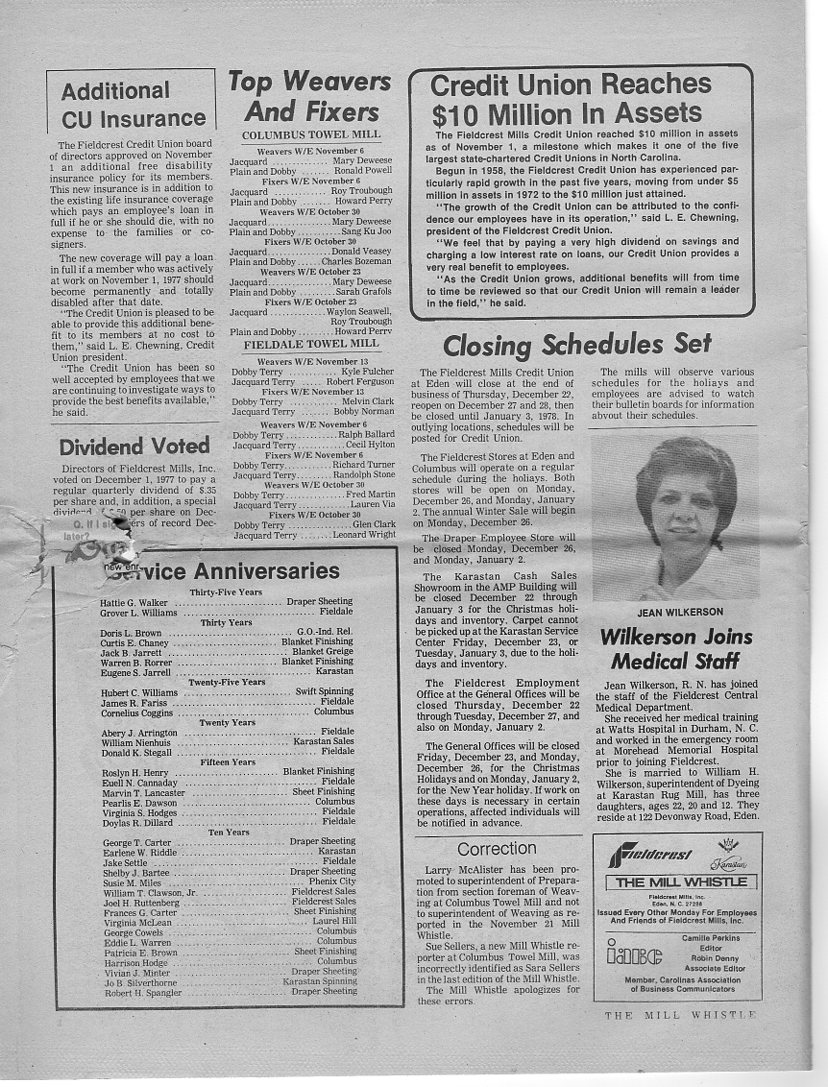 Additional
CU Insurance
The Fieldcrest Credit Union board
of directors approved on November
1 an additional free disability
insurance policy for its members.
This new insurance is in addition to
the existing life insurance coverage
which pays an employee's loan in
full if he or she should die, with no
expense to the families or co-
signers.
The new coverage will pay a loan
in full if a member who was actively
at work on November 1, 1977 should
become permanently and totally
disabled after that date.
"The Credit Union is pleased to be
able to provide this additional bene-
fit to its members at no cost to
them," said L. E. Chewning, Credit
Union president.
"The Credit Union has been so
well accepted by employees that we
are continuing to investigate ways to
provide the best benefits available,"
he said.
Dividend Voted
Directors of Fieldcrest Mills, Inc.
voted on December 1, 1977 to pay a
regular quarterly dividend of $.35
per share and, in addition, a special
dividend per share on Dec-
of record Dec-
Q. If I
later?
Top Weavers
And Fixers
COLUMBUS TOWEL MILL
Weavers W/E November 6
Jacquard ............. Mary Deweese
Plain and Dobby ....... Ronald Powell
Fixers W/E November 6
Jacquard ............. Roy Troubough
Plain and Dobby ........ Howard Perry
Weavers W/E October 30
Jacquard............... Mary Deweese
Plain and Dobby ......... Sang Ku Joo
Fixers W/E October 30
Jacquard...............Donald Veasey
Plain and Dobby .....Charles Bozeman
Weavers W/E October 23
Jacquard............... Mary Deweese
Plain and Dobby ........ Sarah Grafols
Fixers W/E October 23
Jacquard .............Waylon Seawell,
Roy Troubough
Plain and Dobby ......... Howard Perry
FIELDALE TOWEL MILL
Weavers W/E November 13
Dobby Terry ........... Kyle Fulcher
Jacquard Terry ..... Robert Ferguson
Fixers W/E November 13
Dobby Terry ........... Melvin Clark
Jacquard Terry ....... Bobby Norman
Weavers W/E November 6
Dobby Terry ............Ralph Ballard
Jacquard Terry...........Cecil Hylton
Fixers W/E November 6
Dobby Terry...........Richard Turner
Jacquard Terry........Randolph Stone
Weavers W/E October 30
Dobby Terry..............Fred Martin
Jacquard Terry ............Lauren Via
Fixers W/E October 30
Dobby Terry ...............Glen Clark
Jacquard Terry ........Leonard Wright
new enr
Service Anniversaries
Thirty-Five Years
Hattie G. Walker ......................... Draper Sheeting
Grover L. Williams ............................... Fieldale
Thirty Years
Doris L. Brown ............................. G.O.-Ind. Rel.
Curtis E. Chaney ......................... Blanket Finishing
Jack B. Jarrett ............................ Blanket Greige
Warren B. Rorrer ......................... Blanket Finishing
Eugene S. Jarrell ................................ Karastan
Twenty-Five Years
Hubert C. Williams ......................... Swift Spinning
James R. Fariss .................................. Fieldale
Cornelius Coggins ................................ Columbus
Twenty Years
Abery J. Arrington ............................... Fieldale
William Nienhuis .......................... Karastan Sales
Donald K. Stegall ................................ Fieldale
Fifteen Years
Roslyn H. Henry .......................... Blanket Finishing
Euell N. Cannaday ................................ Fieldale
Marvin T. Lancaster ........................ Sheet Finishing
Pearlis E. Dawson ................................ Columbus
Virginia S. Hodges ............................... Fieldale
Doylas R. Dillard ................................ Fieldale
Ten Years
George T. Carter ........................... Draper Sheeting
Earlene W. Riddle ................................ Karastan
Jake Settle ...................................... Fieldale
Shelby J. Bartee ........................... Draper Sheeting
Susie M. Miles ................................ Phenix City
William T. Clawson, Jr. ..................... Fieldcrest Sales
Joel H. Ruttenberg .......................... Fieldcrest Sales
Frances G. Carter .......................... Sheet Finishing
Virginia McLean ............................... Laurel Hill
George Cowels .................................... Columbus
Eddie L. Warren .................................. Columbus
Patricia E. Brown .......................... Sheet Finishing
Harrison Hodge ................................... Columbus
Vivian J. Minter ........................... Draper Sheeting
Jo B. Silverthorne ........................ Karastan Spinning
Robert H. Spangler ......................... Draper Sheeting
Credit Union Reaches
$10 Million In Assets
The Fieldcrest Mills Credit Union reached $10 million in assets
as of November 1, a milestone which makes it one of the five
largest state-chartered Credit Unions in North Carolina.
Begun in 1958, the Fieldcrest Credit Union has experienced par-
ticularly rapid growth in the past five years, moving from under $5
million in assets in 1972 to the $10 million just attained.
"The growth of the Credit Union can be attributed to the confi-
dence our employees have in its operation," said L. E. Chewning,
president of the Fieldcrest Credit Union.
"We feel that by paying a very high dividend on savings and
charging a low interest rate on loans, our Credit Union provides a
very real benefit to employees.
"As the Credit Union grows, additional benefits will from time
to time be reviewed so that our Credit Union will remain a leader
in the field," he said.
Closing Schedules Set
The Fieldcrest Mills Credit Union
at Eden will close at the end of
business of Thursday, December 22,
reopen on December 27 and 28, then
be closed until January 3, 1978. In
outlying locations, schedules will be
posted for Credit Union.
The Fieldcrest Stores at Eden and
Columbus will operate on a regular
schedule during the holiays. Both
stores will be open on Monday,
December 26, and Monday, January
2. The annual Winter Sale will begin
on Monday, December 26.
The Draper Employee Store will
be closed Monday, December 26,
and Monday, January 2.
The Karastan Cash Sales
Showroom in the AMP Building will
be closed December 22 through
January 3 for the Christmas holi-
days and inventory. Carpet cannot
be picked up at the Karastan Service
Center Friday, December 23, or
Tuesday, January 3, due to the holi-
days and inventory.
The Fieldcrest Employment
Office at the General Offices will be
closed Thursday, December 22
through Tuesday, December 27, and
also on Monday, January 2.
The General Offices will be closed
Friday, December 23, and Monday,
December 26, for the Christmas
Holidays and on Monday, January 2,
for the New Year holiday. If work on
these days is necessary in certain
operations, affected individuals will
be notified in advance.
The mills will observe various
schedules for the holiays and
employees are advised to watch
their bulletin boards for information
abvout their schedules.
Correction
Larry McAlister has been pro-
moted to superintendent of Prepara-
tion from section foreman of Weav-
ing at Columbus Towel Mill and not
to superintendent of Weaving as re-
ported in the November 21 Mill
Whistle.
Sue Sellers, a new Mill Whistle re-
porter at Columbus Towel Mill, was
incorrectly identified as Sara Sellers
in the last edition of the Mill Whistle.
The Mill Whistle apologizes for
these errors.
JEAN WILKERSON
Wilkerson Joins
Medical Staff
Jean Wilkerson, R. N. has joined
the staff of the Fieldcrest Central
Medical Department.
She received her medical training
at Watts Hospital in Durham, N. C.
and worked in the emergency room
at Morehead Memorial Hospital
prior to joining Fieldcrest.
She is married to William H.
Wilkerson, superintendent of Dyeing
at Karastan Rug Mill, has three
daughters, ages 22, 20 and 12. They
reside at 122 Devonway Road, Eden.
Fieldcrest
Karastan
THE MILL WHISTLE
Fieldcrest Mills, Inc.
Eden, N. C. 27288
Issued Every Other Monday For Employees
And Friends of Fieldcrest Mills, Inc.
iabc
Camille Perkins
Editor
Robin Denny
Associate Editor
Member, Carolinas Association
of Business Communicators
THE MILL WHISTLE